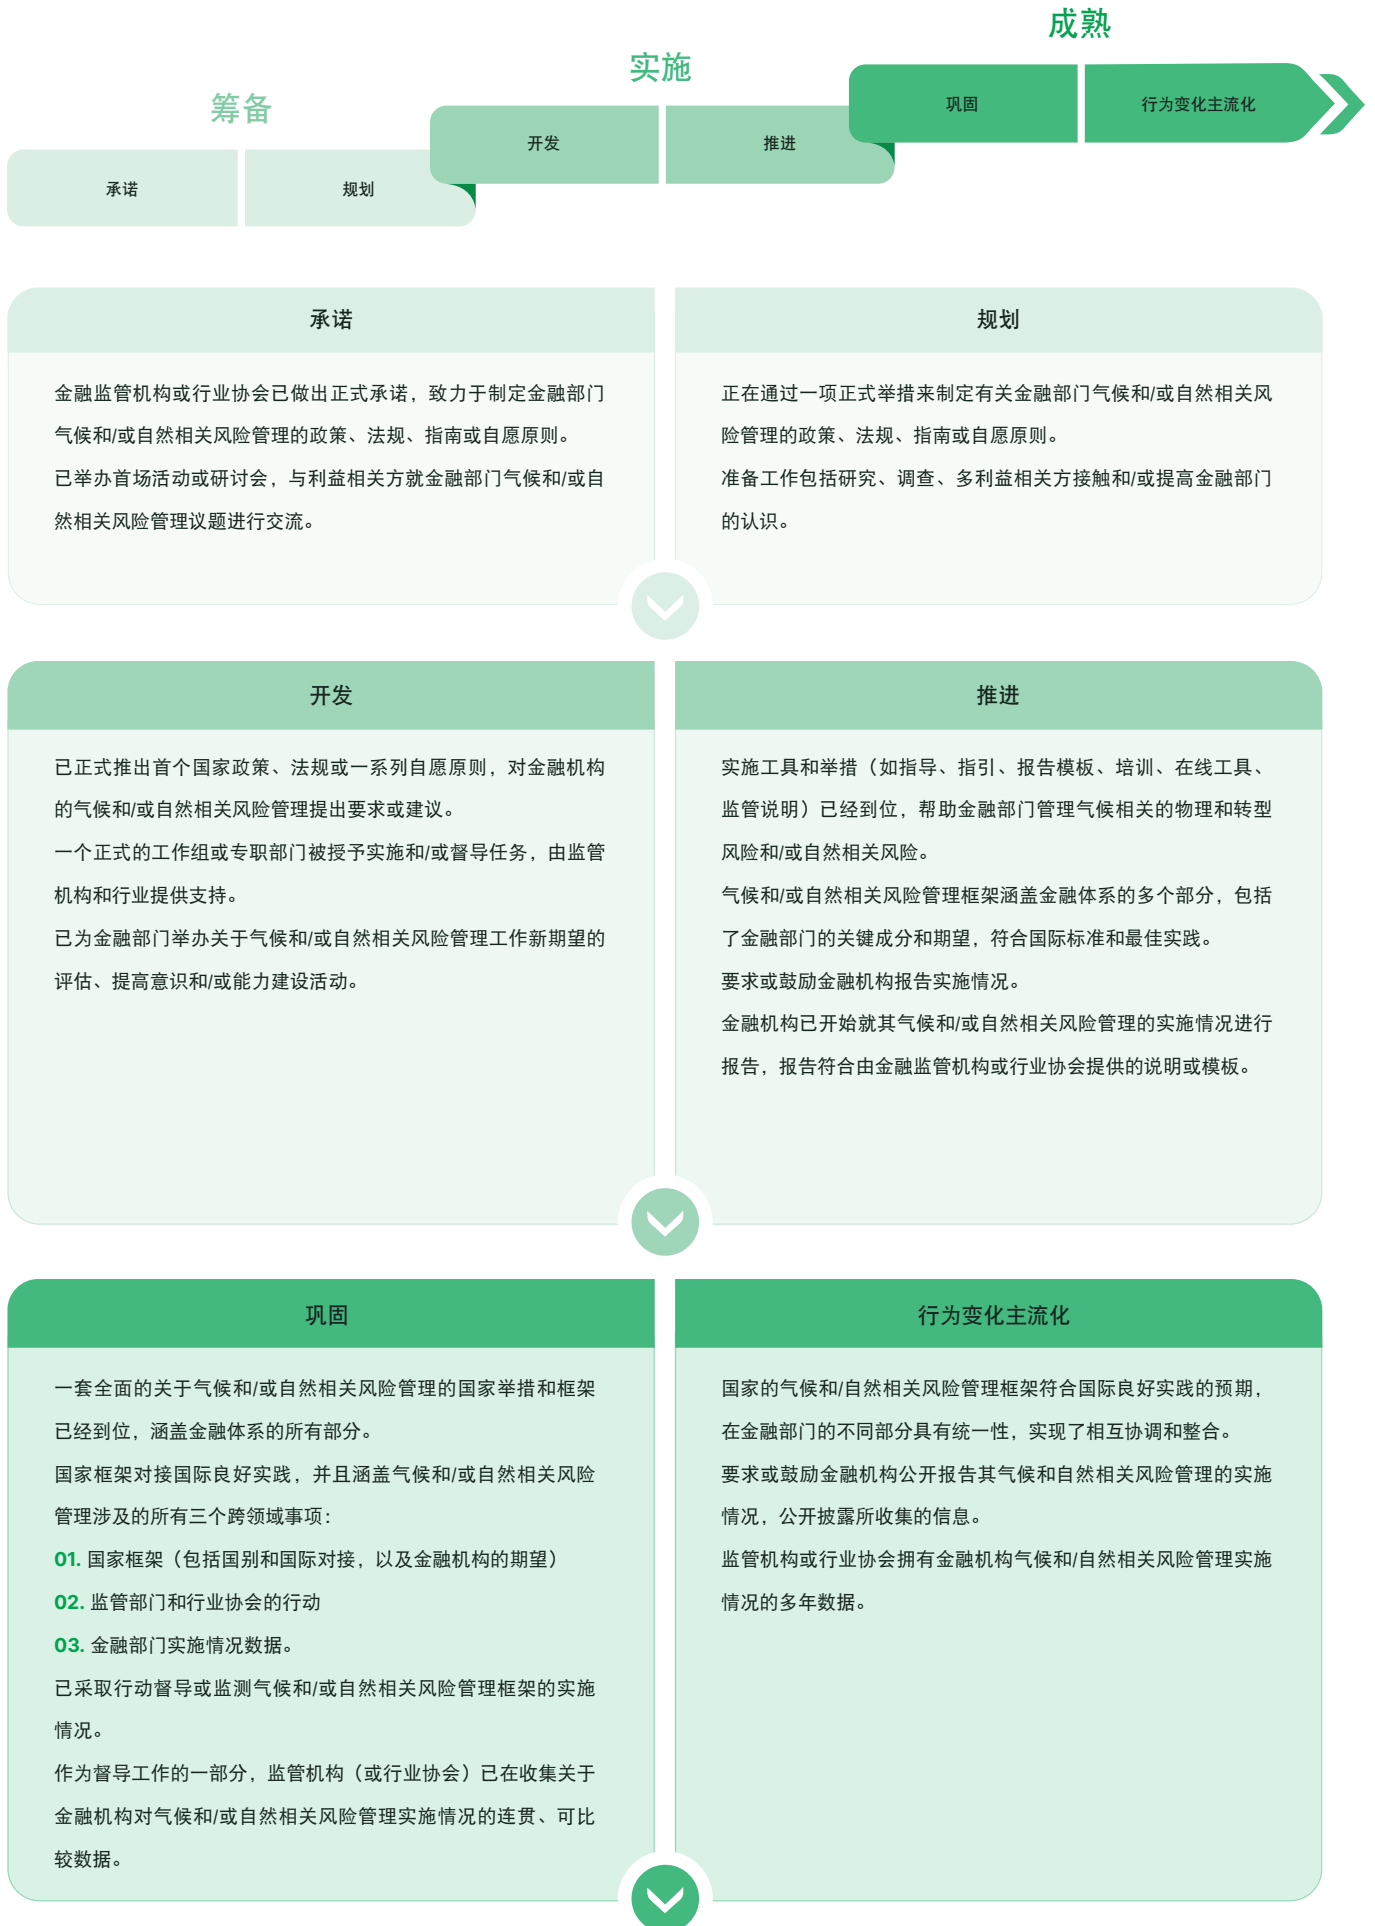 成熟
实施
筹备
巩固
行为变化主流化
开发
推进
承诺
规划
承诺
金融监管机构或行业协会已做出正式承诺，致力于制定金融部门
气候和/或自然相关风险管理的政策、法规、指南或自愿原则。
已举办首场活动或研讨会，与利益相关方就金融部门气候和/或自
然相关风险管理议题进行交流。
规划
正在通过一项正式举措来制定有关金融部门气候和/或自然相关风
险管理的政策、法规、指南或自愿原则。
准备工作包括研究、调查、多利益相关方接触和/或提高金融部门
的认识。
开发
已正式推出首个国家政策、法规或一系列自愿原则，对金融机构
的气候和/或自然相关风险管理提出要求或建议。
一个正式的工作组或专职部门被授予实施和/或督导任务，由监管
机构和行业提供支持。
已为金融部门举办关于气候和/或自然相关风险管理工作新期望的
评估、提高意识和/或能力建设活动。
推进
实施工具和举措（如指导、指引、报告模板、培训、在线工具、
监管说明）已经到位，帮助金融部门管理气候相关的物理和转型
风险和/或自然相关风险。
气候和/或自然相关风险管理框架涵盖金融体系的多个部分，包括
了金融部门的关键成分和期望，符合国际标准和最佳实践。
要求或鼓励金融机构报告实施情况。
金融机构已开始就其气候和/或自然相关风险管理的实施情况进行
报告，报告符合由金融监管机构或行业协会提供的说明或模板。
巩固
一套全面的关于气候和/或自然相关风险管理的国家举措和框架
已经到位，涵盖金融体系的所有部分。
国家框架对接国际良好实践，并且涵盖气候和/或自然相关风险
管理涉及的所有三个跨领域事项：
01. 国家框架（包括国别和国际对接，以及金融机构的期望）
02. 监管部门和行业协会的行动
03. 金融部门实施情况数据。
已采取行动督导或监测气候和/或自然相关风险管理框架的实施
情况。
作为督导工作的一部分，监管机构（或行业协会）已在收集关于
金融机构对气候和/或自然相关风险管理实施情况的连贯、可比
较数据。
行为变化主流化
国家的气候和/自然相关风险管理框架符合国际良好实践的预期，
在金融部门的不同部分具有统一性，实现了相互协调和整合。
要求或鼓励金融机构公开报告其气候和自然相关风险管理的实施
情况，公开披露所收集的信息。
监管机构或行业协会拥有金融机构气候和/自然相关风险管理实施
情况的多年数据。